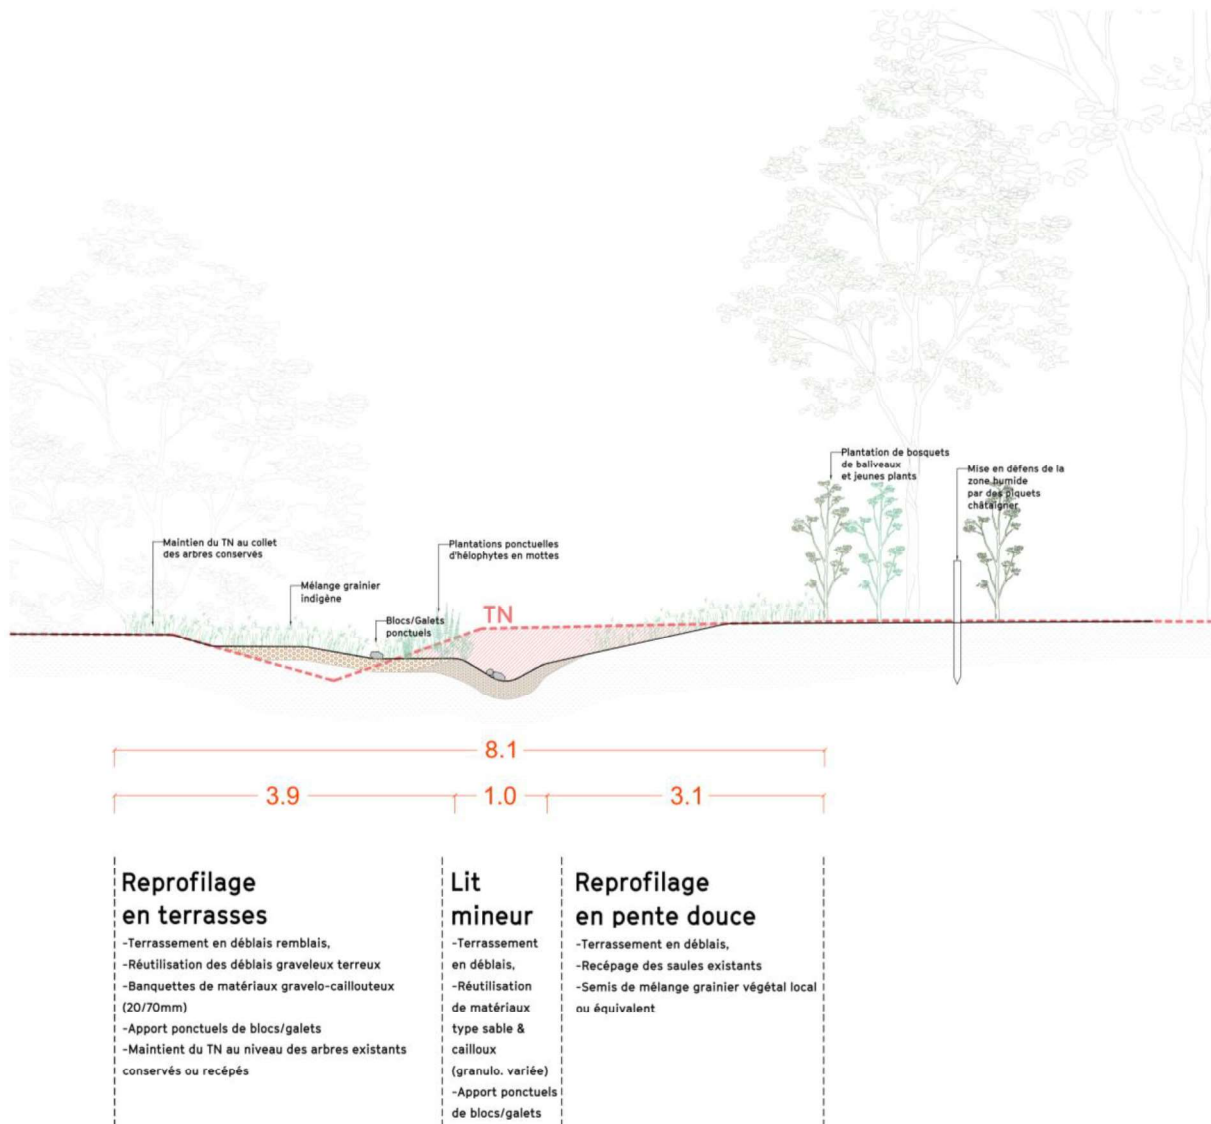 Plantation de bosquets
de baliveaux
et jeunes plants
Mise en défens de la
zone humide
par des piquets
châtaigner
Maintien du TN au collet
des arbres conservés
Plantations ponctuelles
d'hélophytes en mottes
Mélange grainier
indigène
Blocs/Galets
ponctuels
TN
8.1
3.9
1.0
3.1
Reprofilage
en terrasses
-Terrassement en déblais remblais,
-Réutilisation des déblais graveleux terreux
-Banquettes de matériaux gravelo-caillouteux
(20/70mm)
-Apport ponctuels de blocs/galets
-Maintient du TN au niveau des arbres existants
conservés ou recépés
Lit
mineur
-Terrassement
en déblais,
-Réutilisation
de matériaux
type sable &
cailloux
(granulo. variée)
-Apport ponctuels
de blocs/galets
Reprofilage
en pente douce
-Terrassement en déblais,
-Recépage des saules existants
-Semis de mélange grainier végétal local
ou équivalent